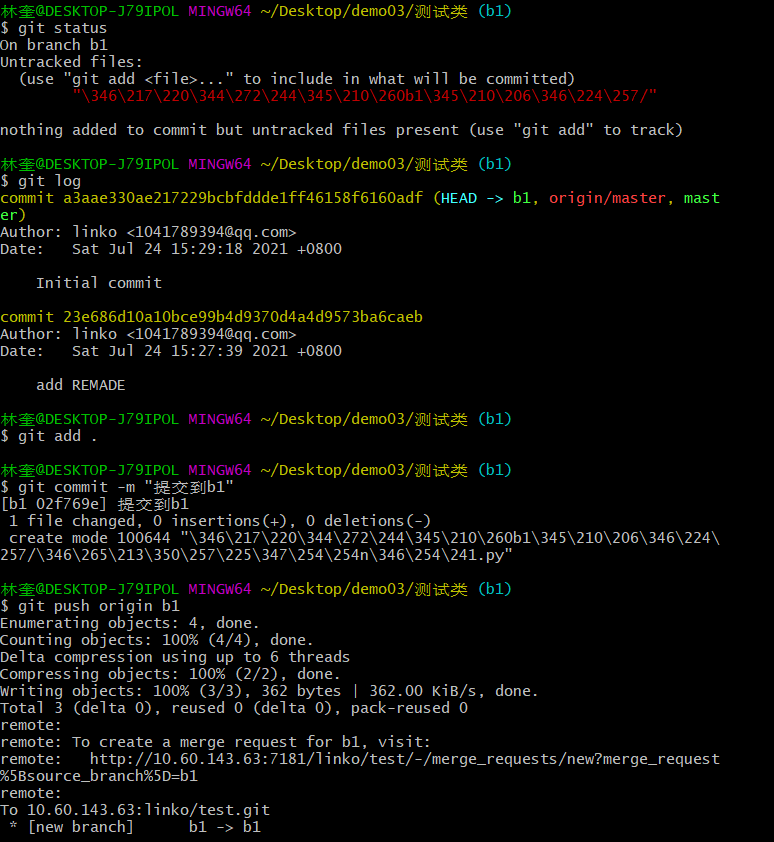 林奎@DESKTOP-J79IPOL MINGW64 ~/Desktop/demo03/测试类 (b1)
$ git status
On branch b1
Untracked files:
  (use "git add <file>..." to include in what will be committed)
        "\346\217\220\344\272\244\345\210\260b1\345\210\206\346\224\257/"

nothing added to commit but untracked files present (use "git add" to track)

林奎@DESKTOP-J79IPOL MINGW64 ~/Desktop/demo03/测试类 (b1)
$ git log
commit a3aae330ae217229bcbfddde1ff46158f6160adf (HEAD -> b1, origin/master, mast
er)
Author: linko <1041789394@qq.com>
Date:   Sat Jul 24 15:29:18 2021 +0800

    Initial commit

commit 23e686d10a10bce99b4d9370d4a4d9573ba6caeb
Author: linko <1041789394@qq.com>
Date:   Sat Jul 24 15:27:39 2021 +0800

    add REMADE

林奎@DESKTOP-J79IPOL MINGW64 ~/Desktop/demo03/测试类 (b1)
$ git add .

林奎@DESKTOP-J79IPOL MINGW64 ~/Desktop/demo03/测试类 (b1)
$ git commit -m "提交到b1"
[b1 02f769e] 提交到b1
 1 file changed, 0 insertions(+), 0 deletions(-)
 create mode 100644 "\346\217\220\344\272\244\345\210\260b1\345\210\206\346\224\
257/\346\265\213\350\257\225\347\254\254n\346\254\241.py"

林奎@DESKTOP-J79IPOL MINGW64 ~/Desktop/demo03/测试类 (b1)
$ git push origin b1
Enumerating objects: 4, done.
Counting objects: 100% (4/4), done.
Delta compression using up to 6 threads
Compressing objects: 100% (2/2), done.
Writing objects: 100% (3/3), 362 bytes | 362.00 KiB/s, done.
Total 3 (delta 0), reused 0 (delta 0), pack-reused 0
remote:
remote: To create a merge request for b1, visit:
remote:   http://10.60.143.63:7181/linko/test/-/merge_requests/new?merge_request
%5Bsource_branch%5D=b1
remote:
To 10.60.143.63:linko/test.git
 * [new branch]      b1 -> b1